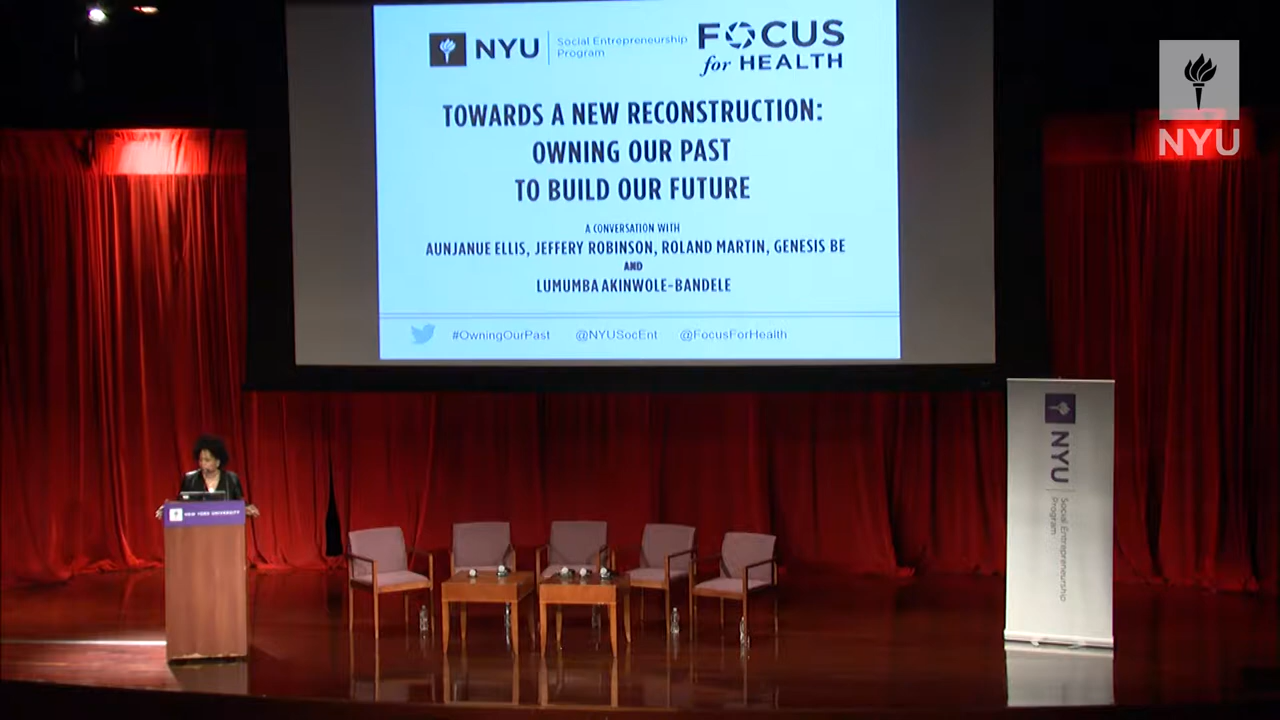 NYU
Social Entrepreneurship
Program
FOCUS
for HEALTH
TOWARDS A NEW RECONSTRUCTION:
OWNING OUR PAST
TO BUILD OUR FUTURE
A CONVERSATION WITH
AUNJANUE ELLIS, JEFFERY ROBINSON, ROLAND MARTIN, GENESIS BE
AND
LUMUMBA AKINWOLE-BANDELE
#OwningOurPast @NYUSocEnt @FocusForHealth
NYU
NEW YORK UNIVERSITY
NYU
Social Entrepreneurship
Program